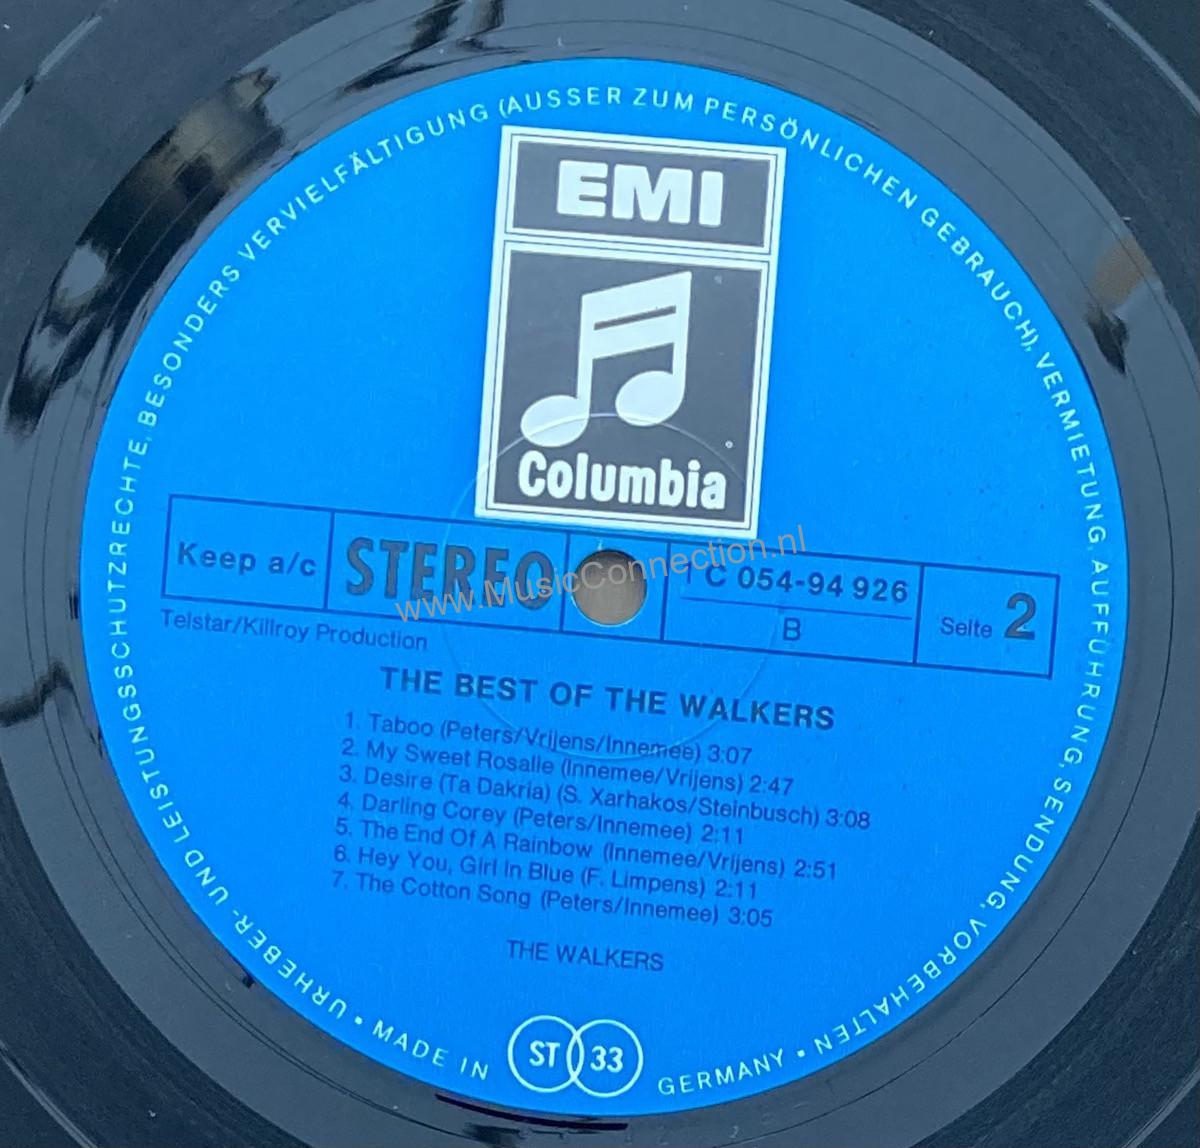 URHEBER- UND LEISTUNGSSCHUTZRECHTE, BESONDERS VERVIELFÄLTIGUNG (AUSSER ZUM PERSÖNLICHEN GEBRAUCH), VERMIETUNG, AUFFÜHRUNG, SENDUNG, VORBEHALTEN
EMI
Columbia
Keep a/c
STEREO
1 C 054-94 926
B
Seite 2
www.MusicConnection.nl
Telstar/Killroy Production
THE BEST OF THE WALKERS
1. Taboo (Peters/Vrijens/Innemee) 3:07
2. My Sweet Rosalie (Innemee/Vrijens) 2:47
3. Desire (Ta Dakria) (S. Xarhakos/Steinbusch) 3:08
4. Darling Corey (Peters/Innemee) 2:11
5. The End Of A Rainbow (Innemee/Vrijens) 2:51
6. Hey You, Girl In Blue (F. Limpens) 2:11
7. The Cotton Song (Peters/Innemee) 3:05
THE WALKERS
• MADE IN
ST 33
GERMANY •